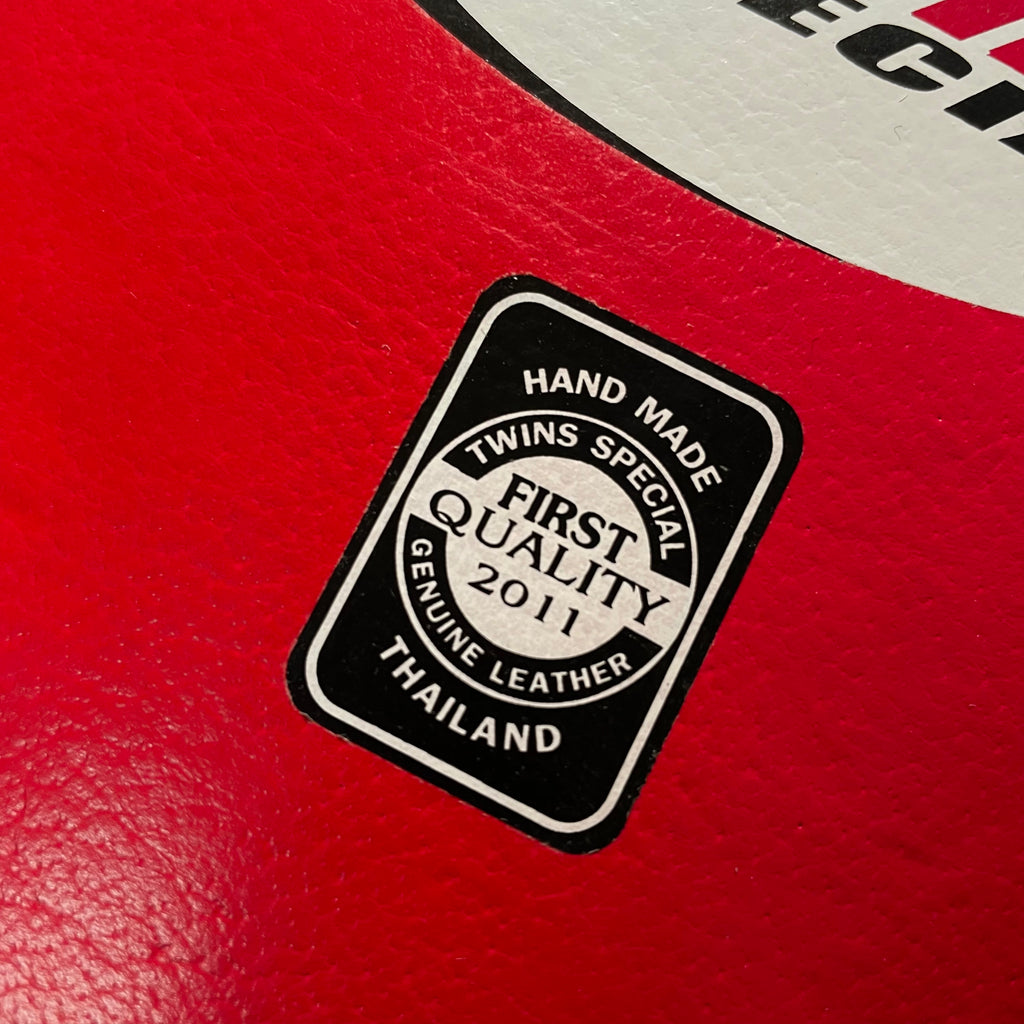 HAND MADE
TWINS SPECIAL
FIRST
QUALITY
2011
GENUINE LEATHER
THAILAND